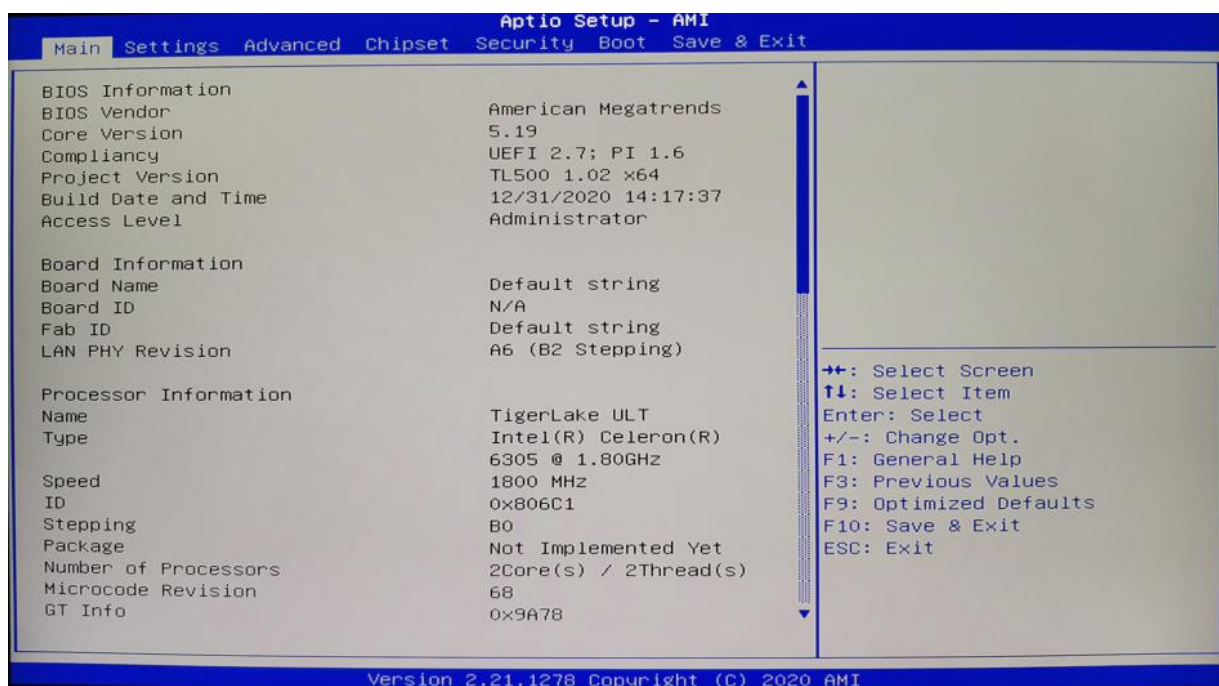 Aptio Setup – AMI
Main Settings Advanced Chipset Security Boot Save & Exit
BIOS Information
BIOS Vendor American Megatrends
Core Version 5.19
Compliancy UEFI 2.7; PI 1.6
Project Version TL500 1.02 x64
Build Date and Time 12/31/2020 14:17:37
Access Level Administrator
Board Information
Board Name Default string
Board ID N/A
Fab ID Default string
LAN PHY Revision A6 (B2 Stepping)
Processor Information
Name TigerLake ULT
Type Intel(R) Celeron(R)
6305 @ 1.80GHz
Speed 1800 MHz
ID 0x806C1
Stepping B0
Package Not Implemented Yet
Number of Processors 2Core(s) / 2Thread(s)
Microcode Revision 68
GT Info 0x9A78
→←: Select Screen
↑↓: Select Item
Enter: Select
+/-: Change Opt.
F1: General Help
F3: Previous Values
F9: Optimized Defaults
F10: Save & Exit
ESC: Exit
Version 2.21.1278 Copyright (C) 2020 AMI